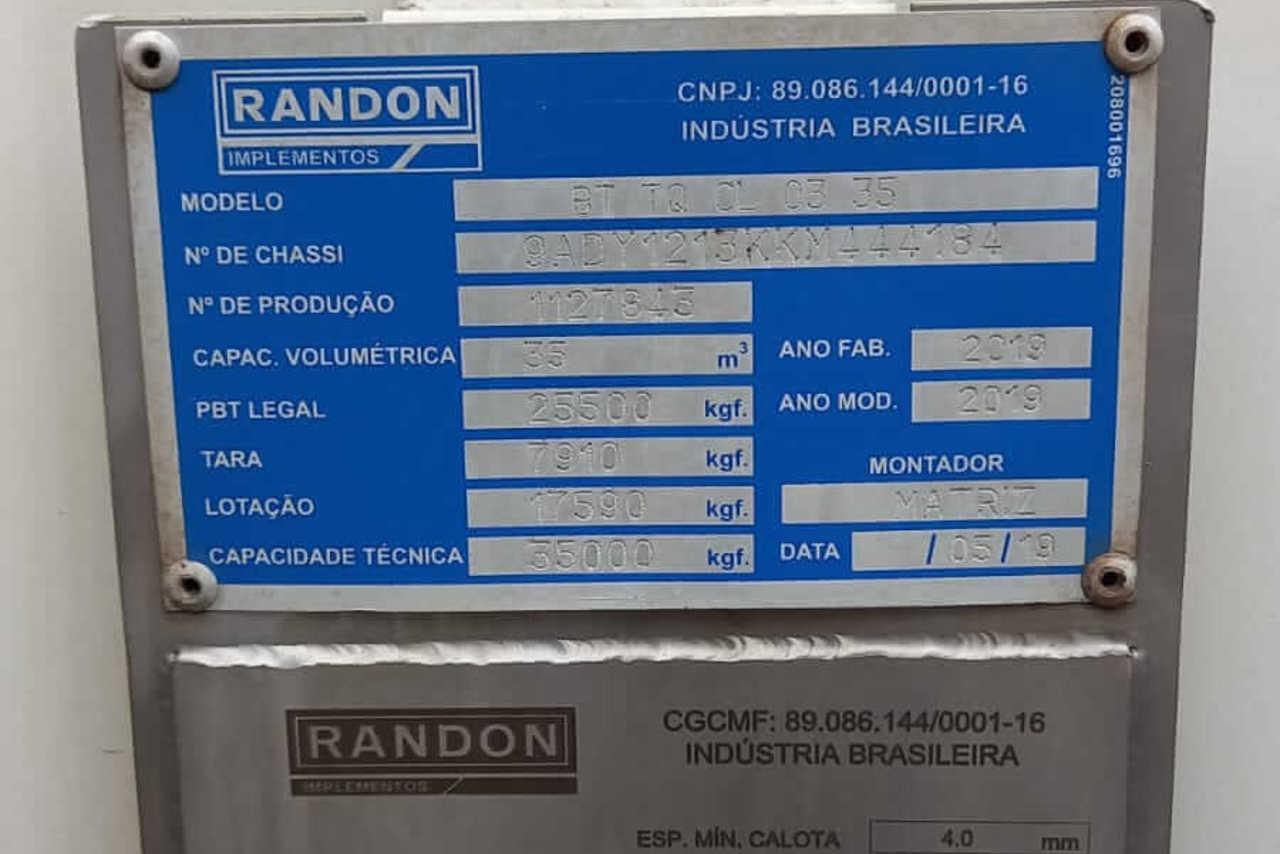 RANDON
IMPLEMENTOS
CNPJ: 89.086.144/0001-16
INDÚSTRIA BRASILEIRA
208001696
MODELO BT TQ CL 03 35
Nº DE CHASSI 9ADY1213KKM444184
Nº DE PRODUÇÃO 1127843
CAPAC. VOLUMÉTRICA 35 m³
ANO FAB. 2019
PBT LEGAL 25500 kgf.
ANO MOD. 2019
TARA 7910 kgf.
MONTADOR
LOTAÇÃO 17590 kgf.
MATRIZ
CAPACIDADE TÉCNICA 35000 kgf.
DATA /05/19
RANDON
IMPLEMENTOS
CGCMF: 89.086.144/0001-16
INDÚSTRIA BRASILEIRA
ESP. MÍN. CALOTA 4.0 mm